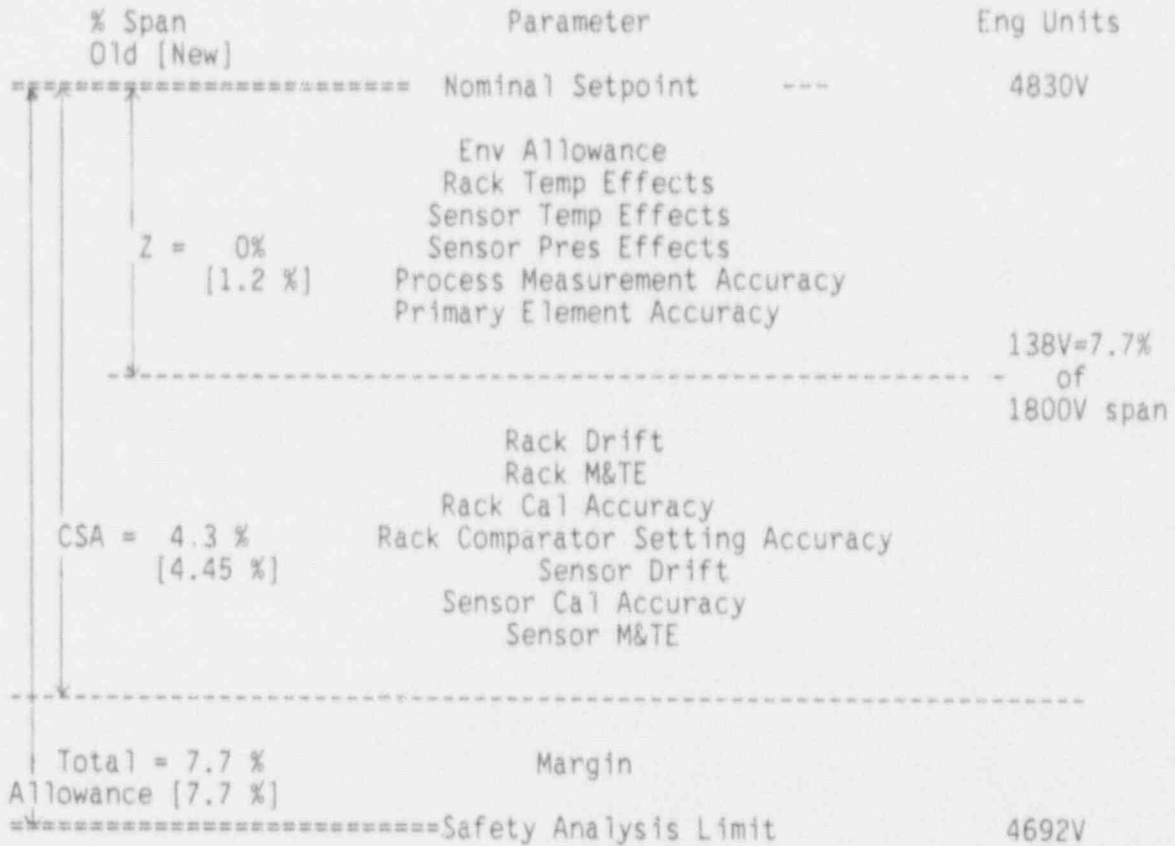 % Span Parameter Eng Units
Old [New]
========================== Nominal Setpoint --- 4830V
Env Allowance
Rack Temp Effects
Sensor Temp Effects
Z = 0% Sensor Pres Effects
[1.2 %] Process Measurement Accuracy
Primary Element Accuracy
138V=7.7%
------------------------------------------------------- - of
1800V span
Rack Drift
Rack M&TE
Rack Cal Accuracy
CSA = 4.3 % Rack Comparator Setting Accuracy
[4.45 %] Sensor Drift
Sensor Cal Accuracy
Sensor M&TE
----------------------------------------------------------------------
Total = 7.7 % Margin
Allowance [7.7 %]
============================Safety Analysis Limit 4692V